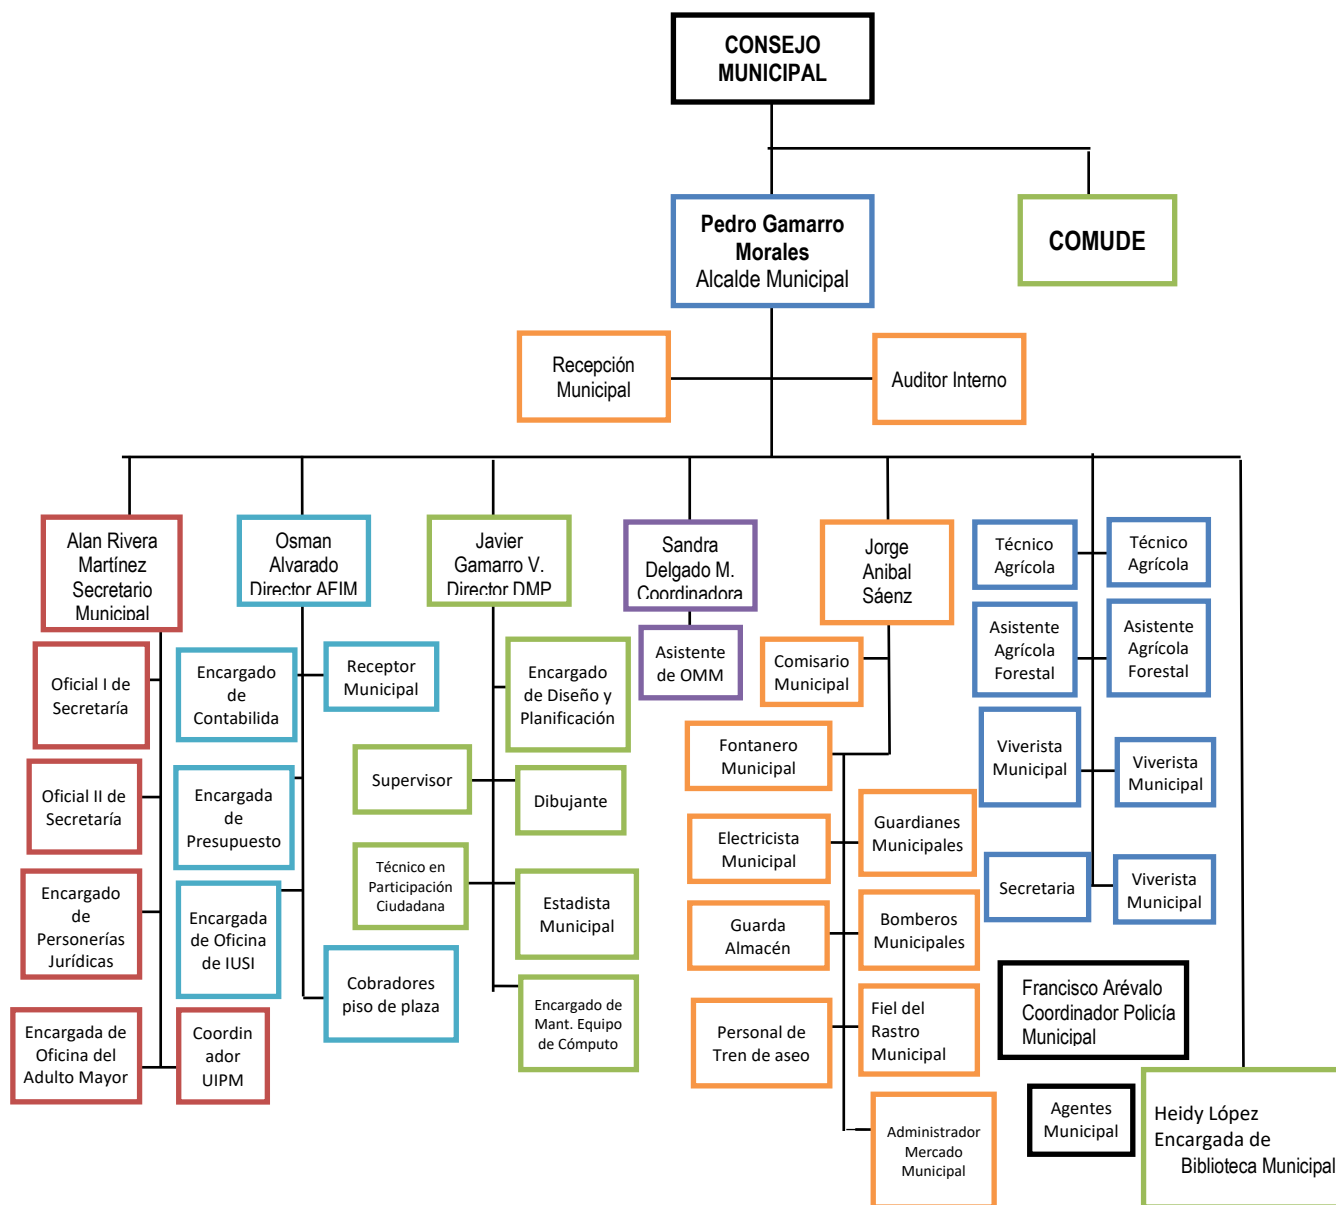 CONSEJO
MUNICIPAL
Pedro Gamarro
Morales
Alcalde Municipal
COMUDE
Recepción
Municipal
Auditor Interno
Alan Rivera
Martínez
Secretario
Municipal
Osman
Alvarado
Director AFIM
Javier
Gamarro V.
Director DMP
Sandra
Delgado M.
Coordinadora
Jorge
Anibal
Sáenz
Técnico
Agrícola
Técnico
Agrícola
Oficial I de
Secretaría
Encargado
de
Contabilida
Receptor
Municipal
Encargado
de Diseño y
Planificación
Asistente
de OMM
Comisario
Municipal
Asistente
Agrícola
Forestal
Asistente
Agrícola
Forestal
Oficial II de
Secretaría
Encargada
de
Presupuesto
Supervisor
Dibujante
Fontanero
Municipal
Viverista
Municipal
Viverista
Municipal
Encargado
de
Personerías
Jurídicas
Encargada
de Oficina
de IUSI
Técnico en
Participación
Ciudadana
Estadista
Municipal
Electricista
Municipal
Guardianes
Municipales
Secretaria
Viverista
Municipal
Guarda
Almacén
Bomberos
Municipales
Encargada de
Oficina del
Adulto Mayor
Coordin
ador
UIPM
Cobradores
piso de plaza
Encargado de
Mant. Equipo
de Cómputo
Personal de
Tren de aseo
Fiel del
Rastro
Municipal
Francisco Arévalo
Coordinador Policía
Municipal
Administrador
Mercado
Municipal
Agentes
Municipal
Heidy López
Encargada de
Biblioteca Municipal